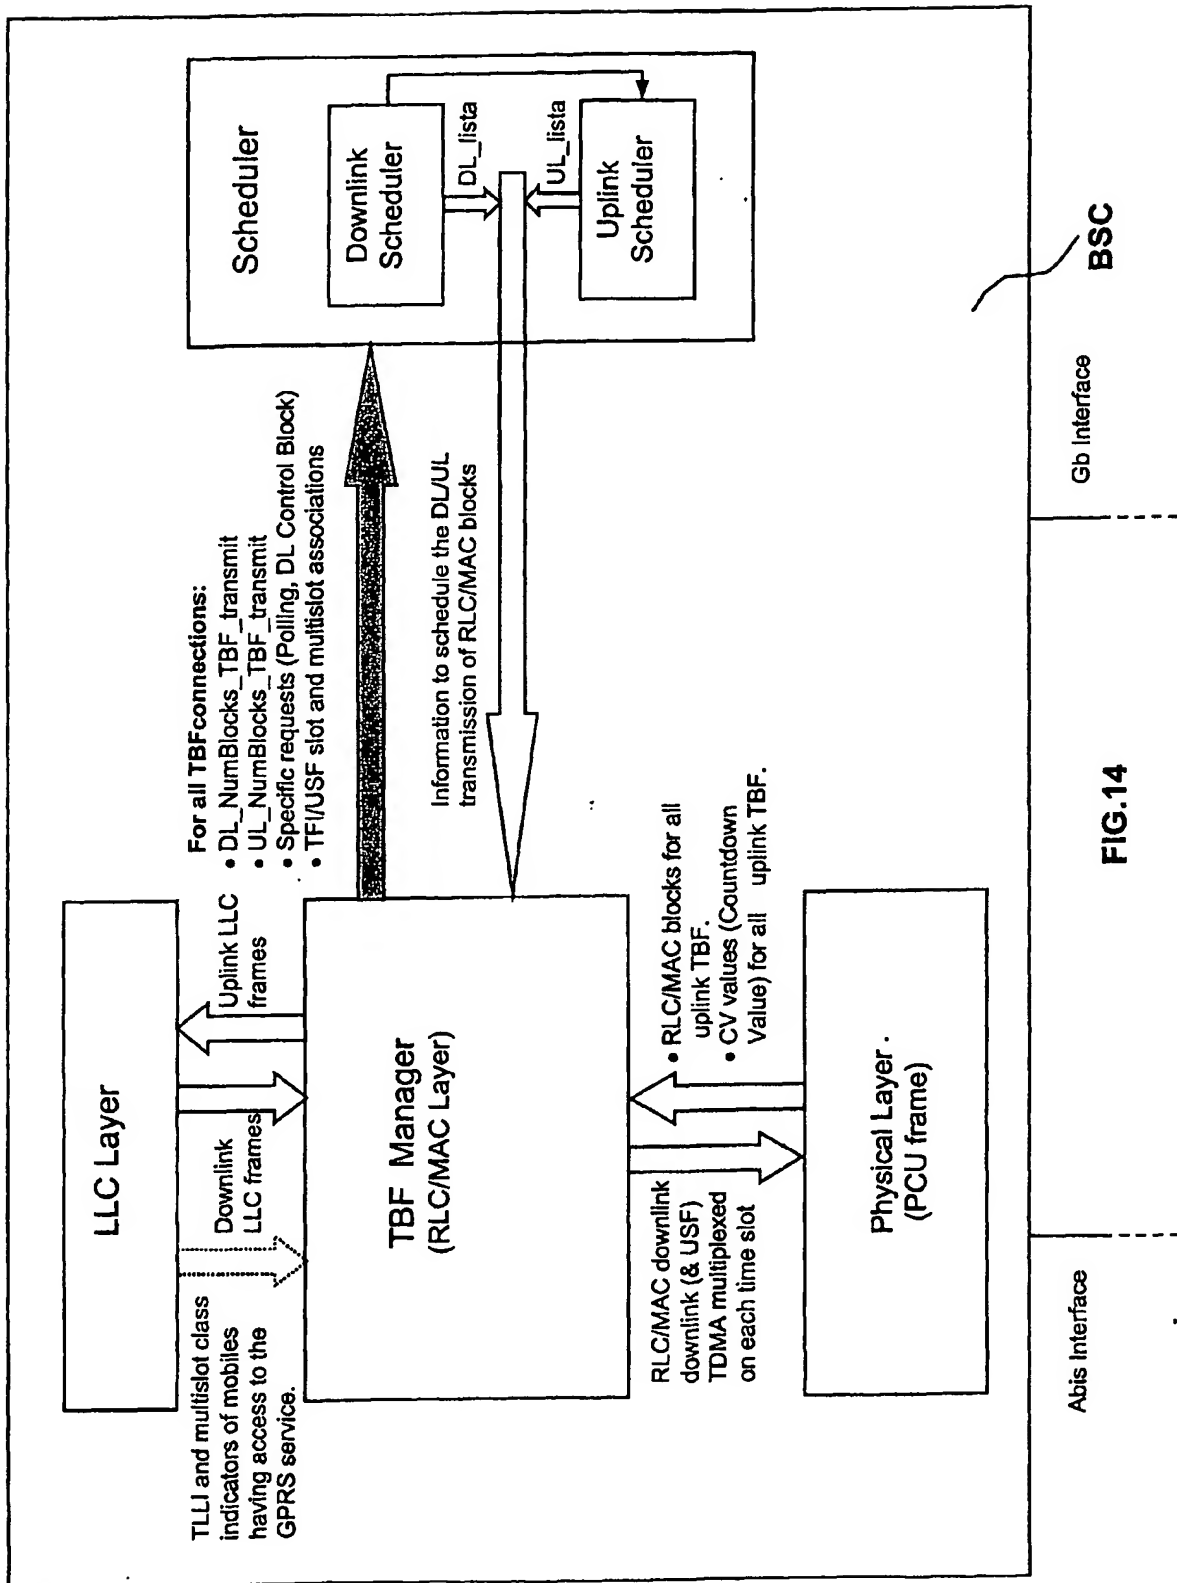 LLC Layer
TLLI and multislot class
indicators of mobiles
having access to the
GPRS service.
Downlink
LLC frames
Uplink LLC
frames
For all TBFconnections:
• DL_NumBlocks_TBF_transmit
• UL_NumBlocks_TBF_transmit
• Specific requests (Polling, DL Control Block)
• TFI/USF slot and multislot associations
TBF Manager
(RLC/MAC Layer)
Information to schedule the DL/UL
transmission of RLC/MAC blocks
Scheduler
Downlink
Scheduler
DL_lista
UL_lista
Uplink
Scheduler
RLC/MAC downlink
downlink (& USF)
TDMA multiplexed
on each time slot
• RLC/MAC blocks for all
uplink TBF.
• CV values (Countdown
Value) for all uplink TBF.
Physical Layer.
(PCU frame)
Abis Interface
Gb Interface
BSC
FIG.14